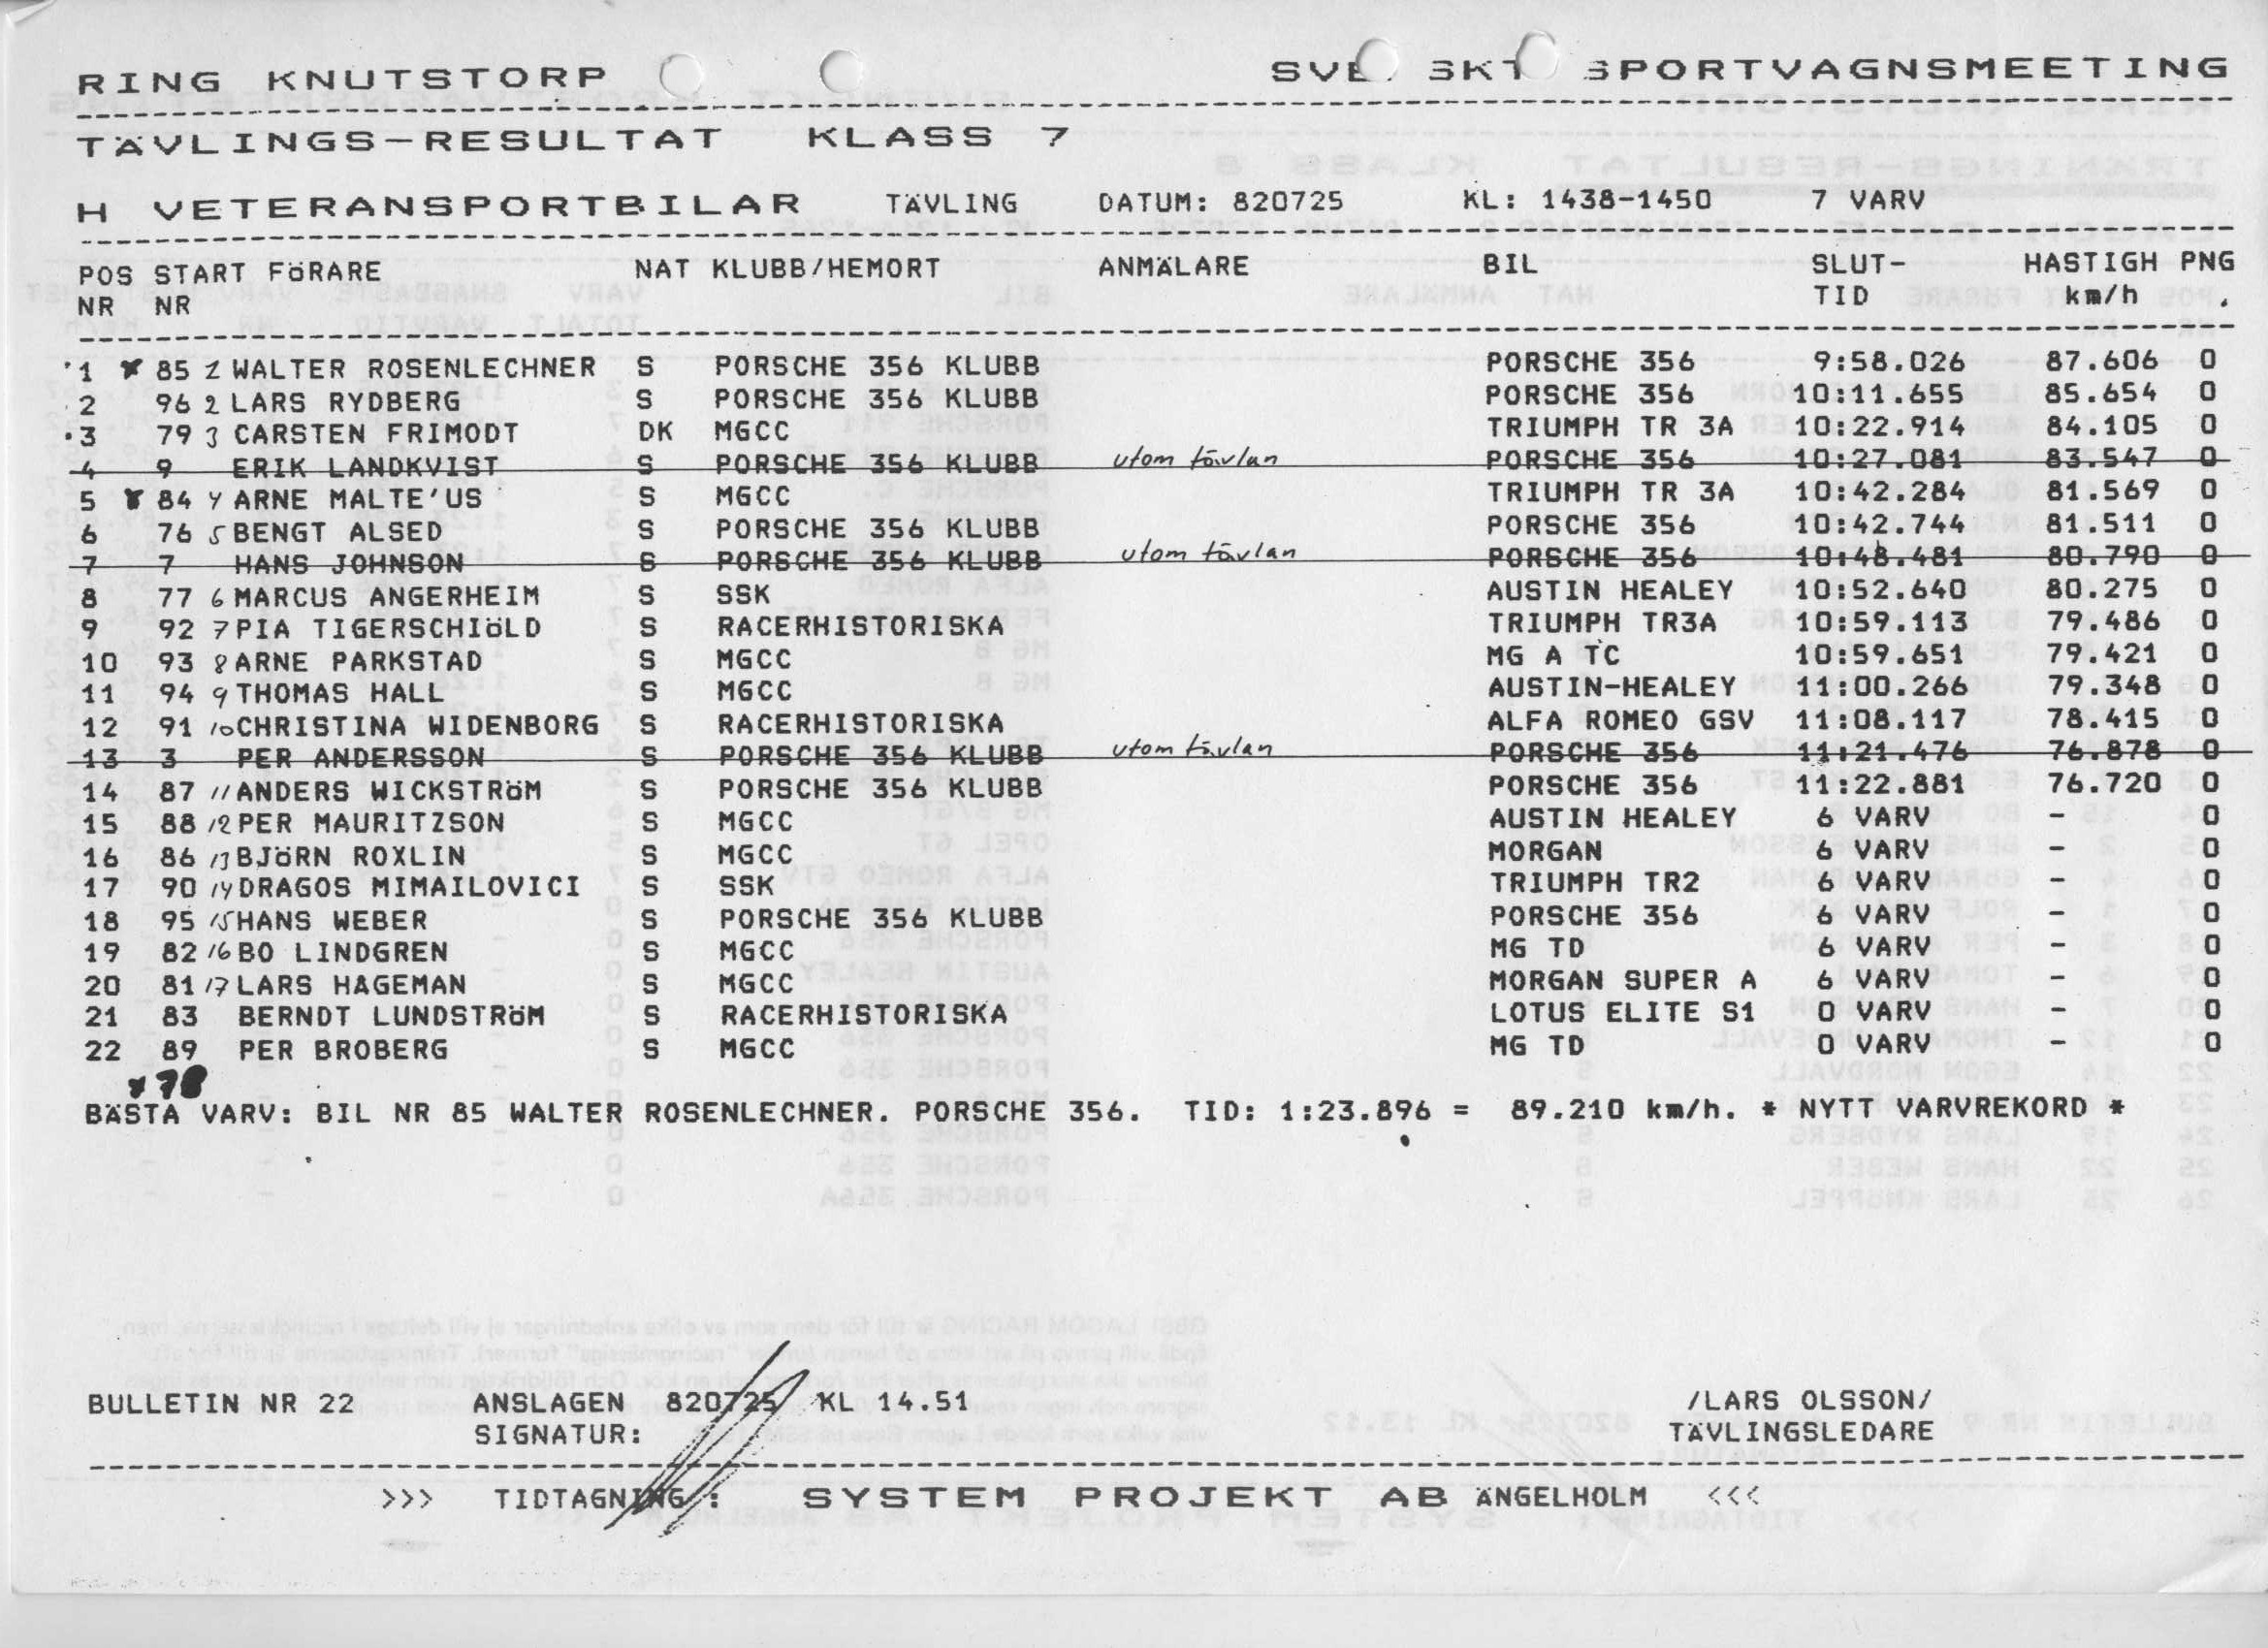 RING KNUTSTORP SVE SKT SPORTVAGNSMEETING
TÄVLINGS-RESULTAT KLASS 7
H VETERANSPORTBILAR TÄVLING DATUM: 820725 KL: 1438-1450 7 VARV
POS START FöRARE NAT KLUBB/HEMORT ANMÄLARE BIL SLUT- HASTIGH PNG
NR NR TID km/h .
1 85 2 WALTER ROSENLECHNER S PORSCHE 356 KLUBB PORSCHE 356 9:58.026 87.606 0
2 96 2 LARS RYDBERG S PORSCHE 356 KLUBB PORSCHE 356 10:11.655 85.654 0
3 79 3 CARSTEN FRIMODT DK MGCC TRIUMPH TR 3A 10:22.914 84.105 0
4 9 ERIK LANDKVIST S PORSCHE 356 KLUBB utom tävlan PORSCHE 356 10:27.081 83.547 0
5 84 4 ARNE MALTE'US S MGCC TRIUMPH TR 3A 10:42.284 81.569 0
6 76 5 BENGT ALSED S PORSCHE 356 KLUBB PORSCHE 356 10:42.744 81.511 0
7 7 HANS JOHNSON S PORSCHE 356 KLUBB utom tävlan PORSCHE 356 10:48.481 80.790 0
8 77 6 MARCUS ANGERHEIM S SSK AUSTIN HEALEY 10:52.640 80.275 0
9 92 7 PIA TIGERSCHIöLD S RACERHISTORISKA TRIUMPH TR3A 10:59.113 79.486 0
10 93 8 ARNE PARKSTAD S MGCC MG A TC 10:59.651 79.421 0
11 94 9 THOMAS HALL S MGCC AUSTIN-HEALEY 11:00.266 79.348 0
12 91 10 CHRISTINA WIDENBORG S RACERHISTORISKA ALFA ROMEO GSV 11:08.117 78.415 0
13 3 PER ANDERSSON S PORSCHE 356 KLUBB utom tävlan PORSCHE 356 11:21.476 76.878 0
14 87 11 ANDERS WICKSTRöM S PORSCHE 356 KLUBB PORSCHE 356 11:22.881 76.720 0
15 88 12 PER MAURITZSON S MGCC AUSTIN HEALEY 6 VARV - 0
16 86 13 BJöRN ROXLIN S MGCC MORGAN 6 VARV - 0
17 90 14 DRAGOS MIMAILOVICI S SSK TRIUMPH TR2 6 VARV - 0
18 95 15 HANS WEBER S PORSCHE 356 KLUBB PORSCHE 356 6 VARV - 0
19 82 16 BO LINDGREN S MGCC MG TD 6 VARV - 0
20 81 17 LARS HAGEMAN S MGCC MORGAN SUPER A 6 VARV - 0
21 83 BERNDT LUNDSTRöM S RACERHISTORISKA LOTUS ELITE S1 0 VARV - 0
22 89 PER BROBERG S MGCC MG TD 0 VARV - 0
* 78
BÄSTA VARV: BIL NR 85 WALTER ROSENLECHNER. PORSCHE 356. TID: 1:23.896 = 89.210 km/h. * NYTT VARVREKORD *
BULLETIN NR 22 ANSLAGEN 820725 KL 14.51 /LARS OLSSON/
SIGNATUR: TÄVLINGSLEDARE
>>> TIDTAGNING : SYSTEM PROJEKT AB ÄNGELHOLM <<<